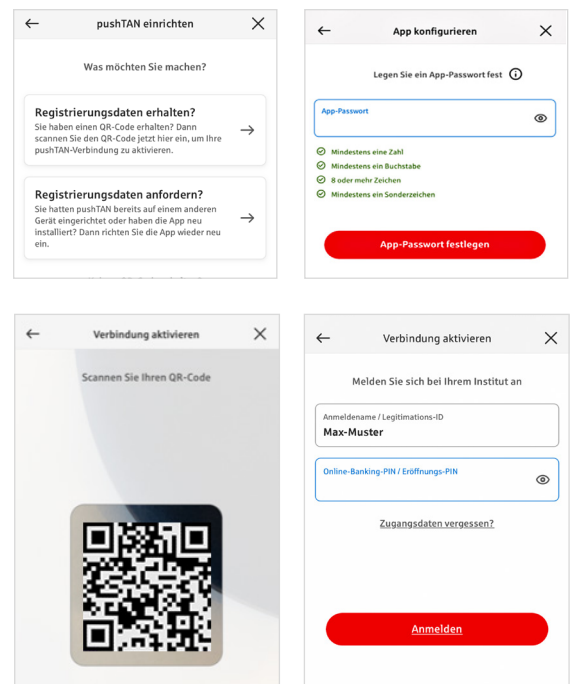 pushTAN einrichten
Was möchten Sie machen?
Registrierungsdaten erhalten?
Sie haben einen QR-Code erhalten? Dann
scannen Sie den QR-Code jetzt hier ein, um Ihre
pushTAN-Verbindung zu aktivieren.
Registrierungsdaten anfordern?
Sie hatten pushTAN bereits auf einem anderen
Gerät eingerichtet oder haben die App neu
installiert? Dann richten Sie die App wieder neu
ein.
App konfigurieren
Legen Sie ein App-Passwort fest
App-Passwort
Mindestens eine Zahl
Mindestens ein Buchstabe
8 oder mehr Zeichen
Mindestens ein Sonderzeichen
App-Passwort festlegen
Verbindung aktivieren
Scannen Sie Ihren QR-Code
Verbindung aktivieren
Melden Sie sich bei Ihrem Institut an
Anmeldename / Legitimations-ID
Max-Muster
Online-Banking-PIN / Eröffnungs-PIN
Zugangsdaten vergessen?
Anmelden